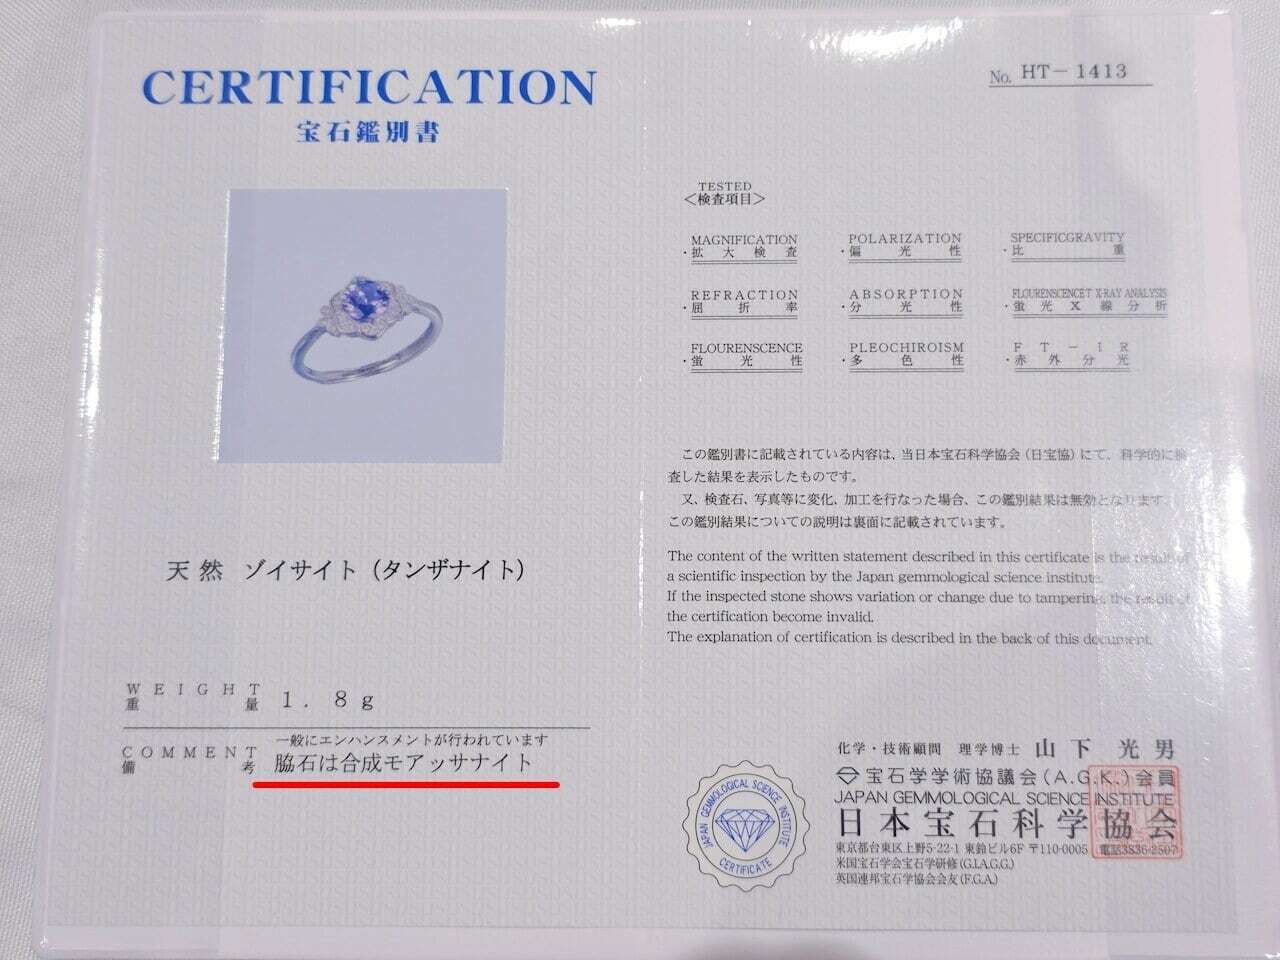 CERTIFICATION
宝石鑑別書
No. HT-1413
TESTED
<検査項目>
MAGNIFICATION
・拡大検査
POLARIZATION
・偏光性
SPECIFICGRAVITY
・比重
REFRACTION
・屈折率
ABSORPTION
・分光性
FLOURENSCENCET X-RAY ANALYSIS
・蛍光X線分析
FLOURENSCENCE
・蛍光性
PLEOCHIROISM
・多色性
FT-IR
・赤外分光
この鑑別書に記載されている内容は、当日本宝石科学協会(日宝協)にて、科学的に検
査した結果を表示したものです。
又、検査石、写真等に変化、加工を行なった場合、この鑑別結果は無効となります。
この鑑別結果についての説明は裏面に記載されています。
The content of the written statement described in this certificate is the result of
a scientific inspection by the Japan gemmological science institute.
If the inspected stone shows variation or change due to tampering, the result of
the certification become invalid.
The explanation of certification is described in the back of this document.
天然 ゾイサイト(タンザナイト)
WEIGHT
重量 1.8g
COMMENT
備考
一般にエンハンスメントが行われています
脇石は合成モアッサナイト
化学・技術顧問 理学博士 山下光男
宝石学学術協議会(A.G.K.)会員
JAPAN GEMMOLOGICAL SCIENCE INSTITUTE
日本宝石科学協会
東京都台東区上野5-22-1 東鈴ビル6F 〒110-0005 電話3836-2507
米国宝石学会宝石学研修(G.I.A.G.G.)
英国連邦宝石学協会会友(F.G.A.)
JAPAN GEMMOLOGICAL SCIENCE INSTITUTE
CERTIFICATE